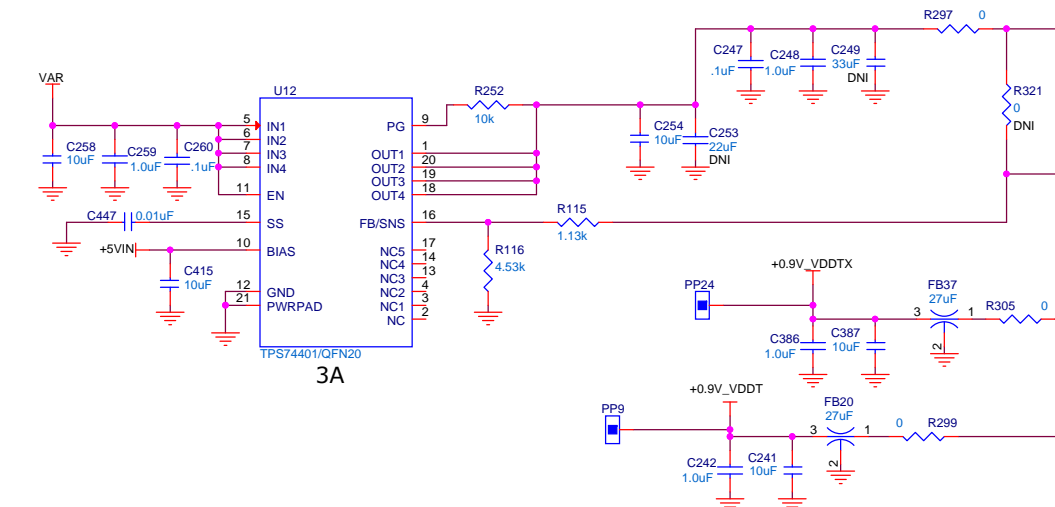 R297 0
C247
.1uF
C248
1.0uF
C249
33uF
DNI
R321
0
DNI
VAR
U12
R252
10k
C254
10uF
C253
22uF
DNI
C258
10uF
C259
1.0uF
C260
.1uF
5 IN1
6 IN2
7 IN3
8 IN4
11 EN
15 SS
10 BIAS
12 GND
21 PWRPAD
PG 9
OUT1 1
OUT2 20
OUT3 19
OUT4 18
FB/SNS 16
NC5 17
NC4 14
NC3 13
NC2 4
NC1 3
NC 2
C447 0.01uF
+5VIN
C415
10uF
R115
1.13k
R116
4.53k
TPS74401/QFN20
3A
+0.9V_VDDTX
PP24
C386
1.0uF
C387
10uF
FB37
27uF
3 1
2
R305 0
+0.9V_VDDT
PP9
C242
1.0uF
C241
10uF
FB20
27uF
3 1
2
0 R299